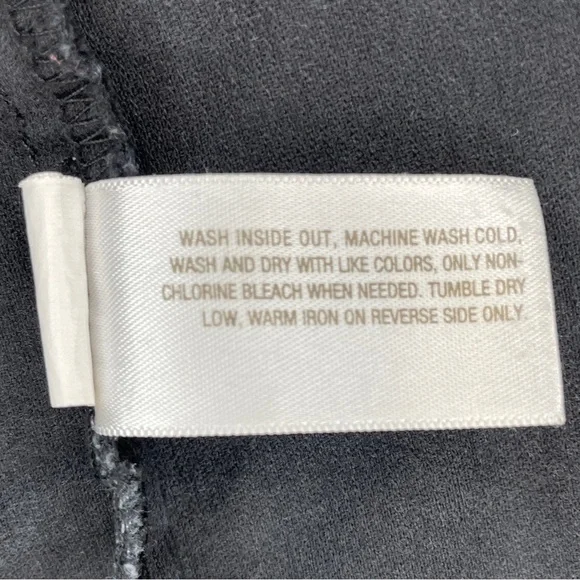 WASH INSIDE OUT, MACHINE WASH COLD,
WASH AND DRY WITH LIKE COLORS, ONLY NON-
CHLORINE BLEACH WHEN NEEDED. TUMBLE DRY
LOW, WARM IRON ON REVERSE SIDE ONLY.